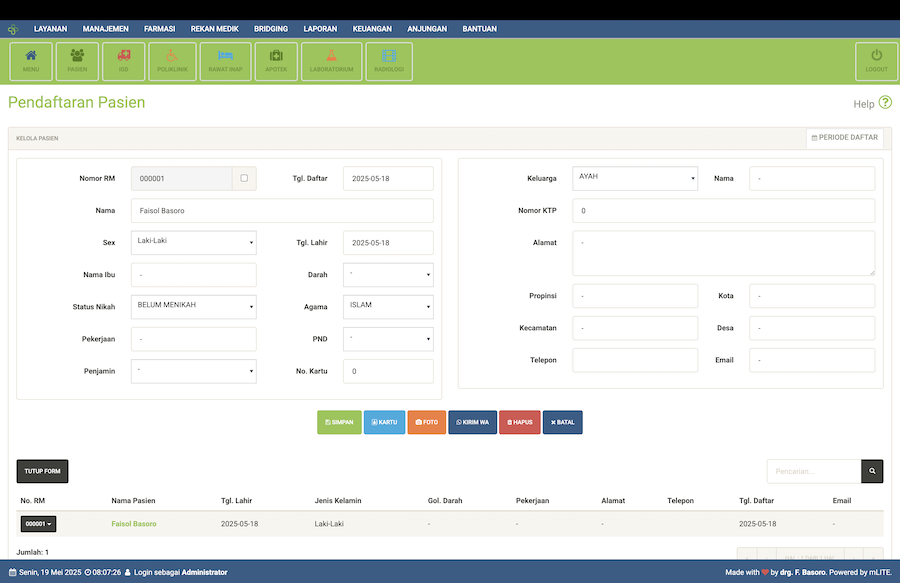 LAYANAN MANAJEMEN FARMASI REKAN MEDIK BRIDGING LAPORAN KEUANGAN ANJUNGAN BANTUAN
MENU PASIEN IGD POLIKLINIK RAWAT INAP APOTEK LABORATORIUM RADIOLOGI LOGOUT
Pendaftaran Pasien
Help ?
KELOLA PASIEN
PERIODE DAFTAR
Nomor RM 000001 Tgl. Daftar 2025-05-18
Nama Faisol Basoro
Sex Laki-Laki Tgl. Lahir 2025-05-18
Nama Ibu - Darah -
Status Nikah BELUM MENIKAH Agama ISLAM
Pekerjaan - PND -
Penjamin - No. Kartu 0
Keluarga AYAH Nama -
Nomor KTP 0
Alamat -
Propinsi - Kota -
Kecamatan - Desa -
Telepon Email -
SIMPAN KARTU FOTO KIRIM WA HAPUS BATAL
TUTUP FORM
Pencarian...
No. RM Nama Pasien Tgl. Lahir Jenis Kelamin Gol. Darah Pekerjaan Alamat Telepon Tgl. Daftar Email
000001 Faisol Basoro 2025-05-18 Laki-Laki - - - 2025-05-18 -
Jumlah: 1
Senin, 19 Mei 2025 08:07:26 Login sebagai Administrator
Made with ❤ by drg. F. Basoro. Powered by mLITE.